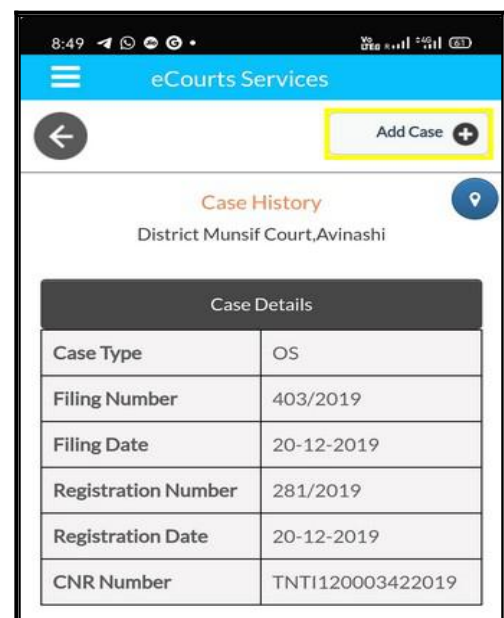 8:49
eCourts Services
Add Case
Case History
District Munsif Court,Avinashi
Case Details
Case Type OS
Filing Number 403/2019
Filing Date 20-12-2019
Registration Number 281/2019
Registration Date 20-12-2019
CNR Number TNTI120003422019